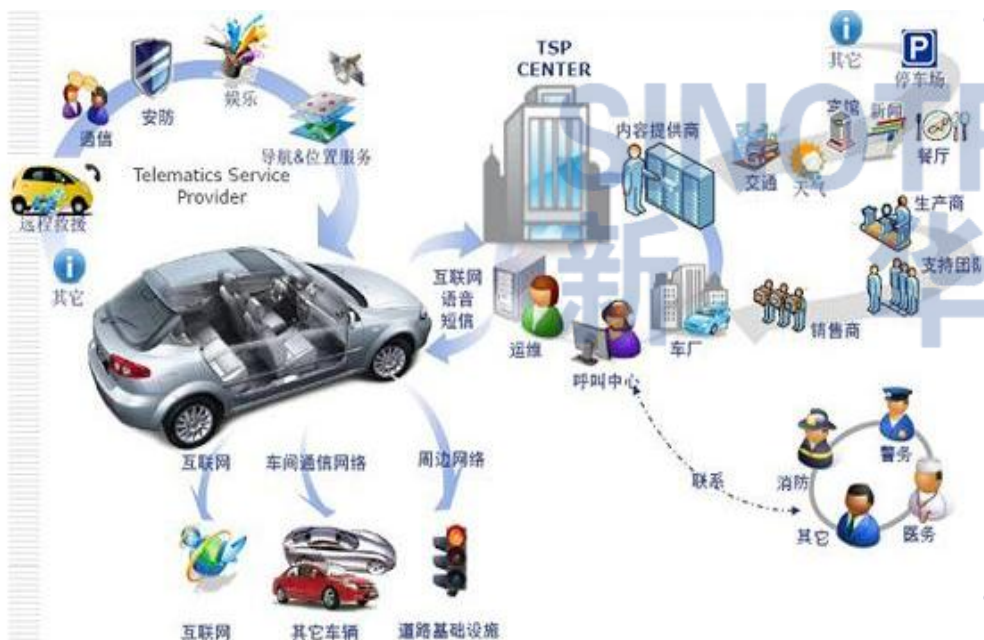 TSP
CENTER
其它
停车场
通信
安防
娱乐
导航&位置服务
内容提供商
交通
天气
宾馆
新闻
餐厅
Telematics Service
Provider
远程救援
其它
生产商
支持团队
互联网
语音
短信
运维
呼叫中心
车厂
销售商
互联网
车间通信网络
周边网络
联系
消防
警务
其它
医务
互联网
其它车辆
道路基础设施
SINOTR
新 华